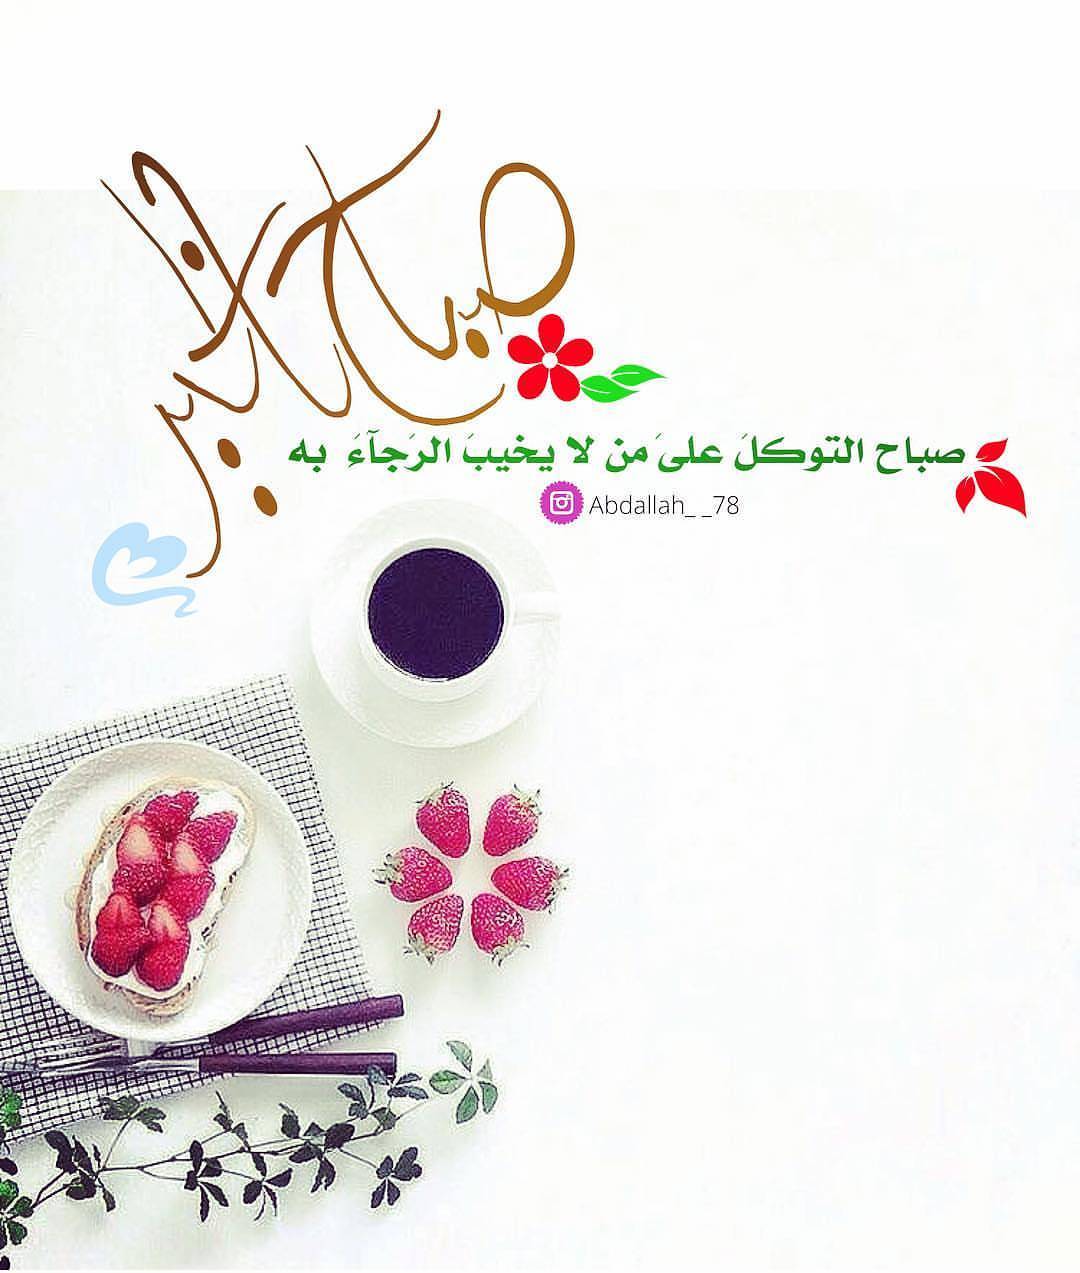 صباح الخير
صباح التوكلَ علىَ من لا يخيبَ الرَجآءَ به
Abdallah_ _78